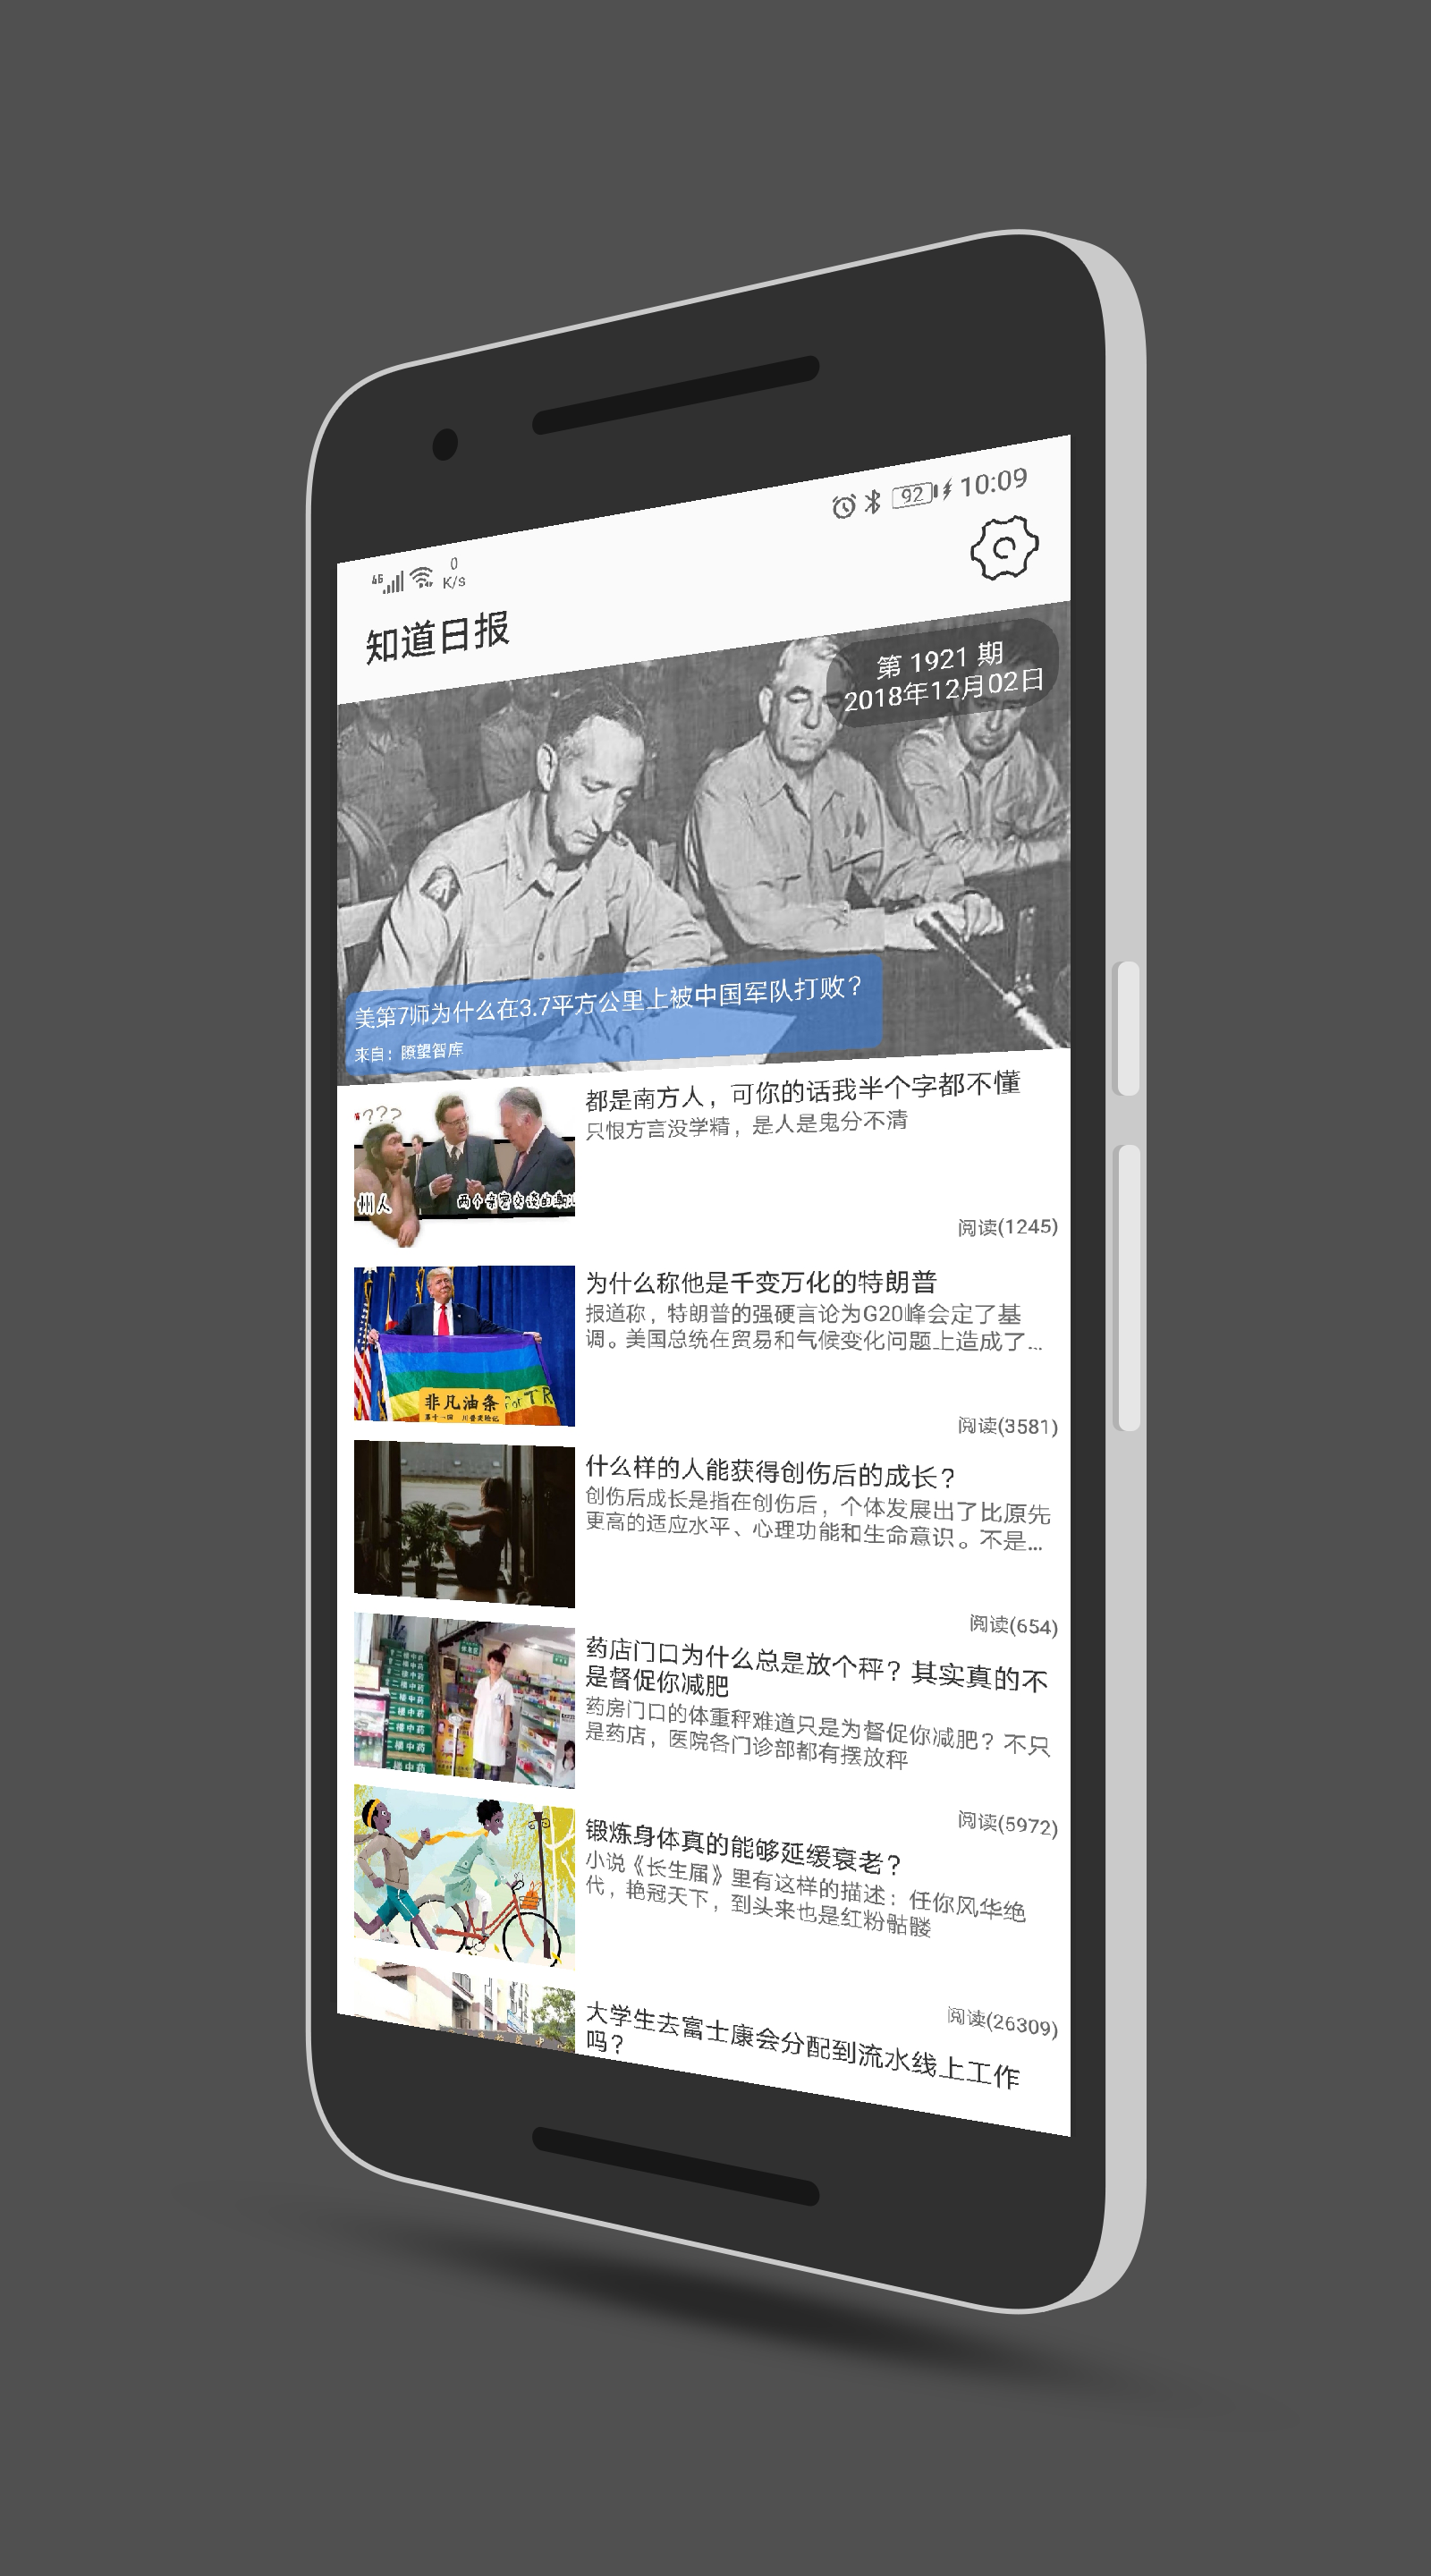 4G
0
K/s
92
10:09
知道日报
第 1921 期
2018年12月02日
美第7师为什么在3.7平方公里上被中国军队打败？
来自：瞭望智库
???
州人
都是南方人，可你的话我半个字都不懂
只恨方言没学精，是人是鬼分不清
阅读(1245)
非凡油条
为什么称他是千变万化的特朗普
报道称，特朗普的强硬言论为G20峰会定了基
调。美国总统在贸易和气候变化问题上造成了...
阅读(3581)
什么样的人能获得创伤后的成长？
创伤后成长是指在创伤后，个体发展出了比原先
更高的适应水平、心理功能和生命意识。不是...
阅读(654)
二楼中药
二楼中药
二楼中药
药店门口为什么总是放个秤？其实真的不
是督促你减肥
药房门口的体重秤难道只是为督促你减肥？不只
是药店，医院各门诊部都有摆放秤
阅读(5972)
锻炼身体真的能够延缓衰老？
小说《长生届》里有这样的描述：任你风华绝
代，艳冠天下，到头来也是红粉骷髅
阅读(26309)
大学生去富士康会分配到流水线上工作
吗？